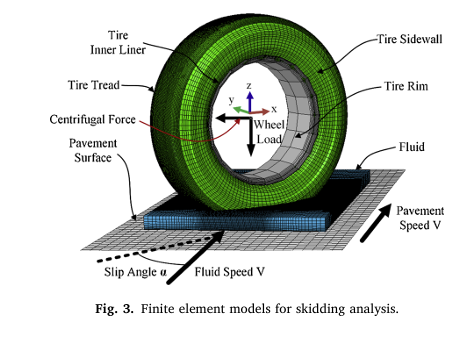 Tire
Inner Liner
Tire Sidewall
Tire Tread
Tire Rim
z
y
x
Centrifugal Force
Wheel
Load
Pavement
Surface
Fluid
Pavement
Speed V
Slip Angle α
Fluid Speed V
Fig. 3. Finite element models for skidding analysis.